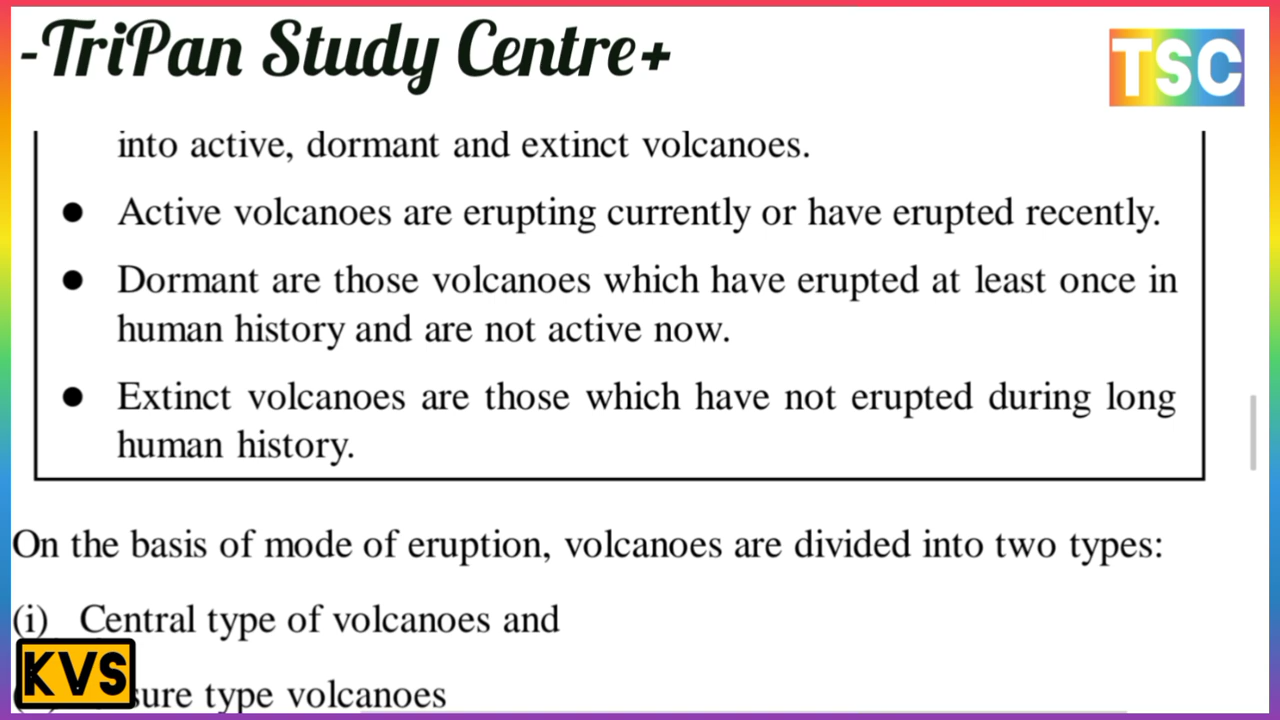 -TriPan Study Centre+
TSC
into active, dormant and extinct volcanoes.
● Active volcanoes are erupting currently or have erupted recently.
● Dormant are those volcanoes which have erupted at least once in
human history and are not active now.
● Extinct volcanoes are those which have not erupted during long
human history.
On the basis of mode of eruption, volcanoes are divided into two types:
(i) Central type of volcanoes and
KVS
type volcanoes